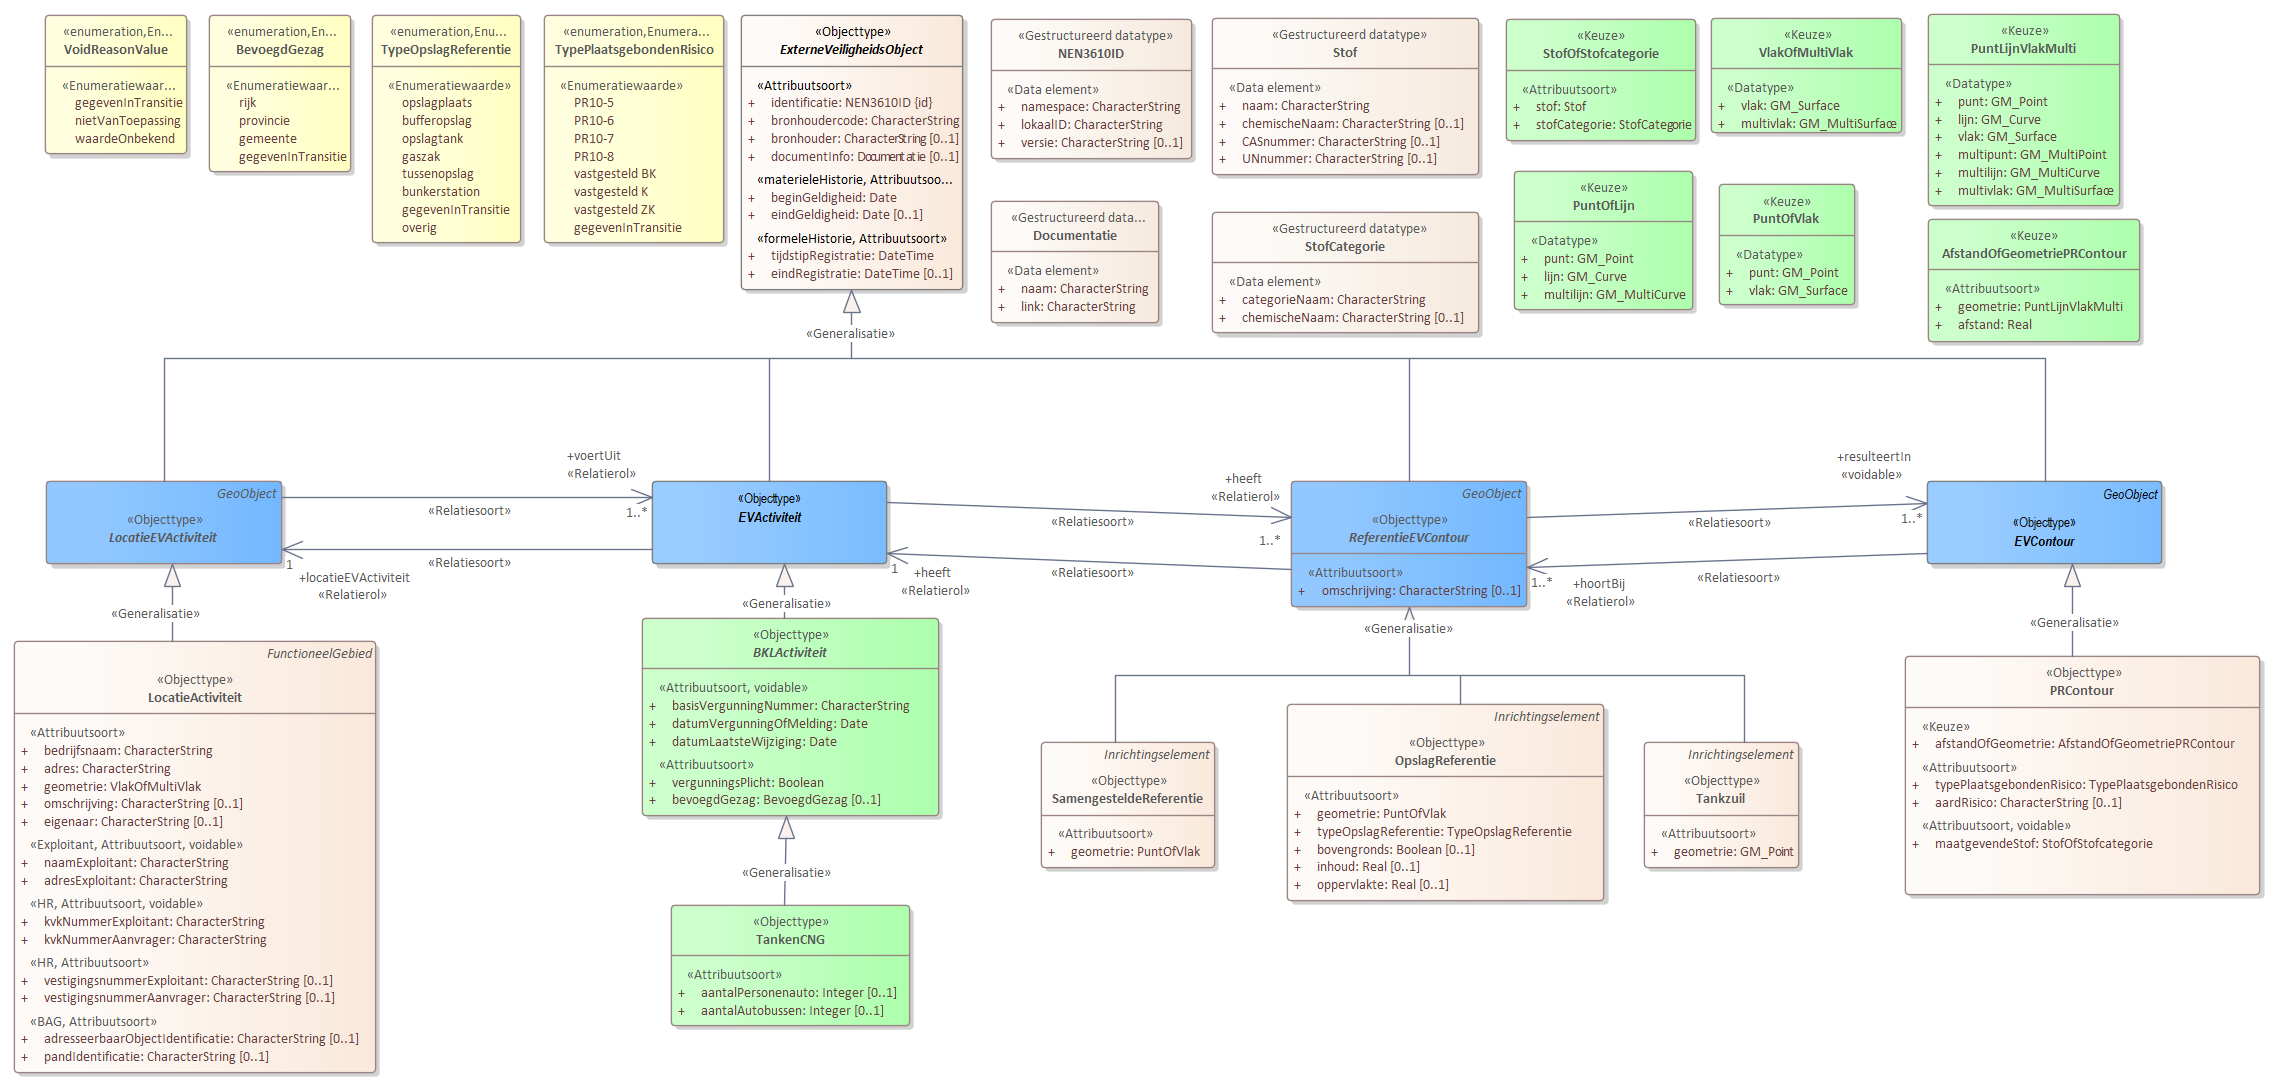 «enumeration,En...
VoidReasonValue
«Enumeratiewaar...
gegevenInTransitie
nietVanToepassing
waardeOnbekend
«enumeration,En...
BevoegdGezag
«Enumeratiewaar...
rijk
provincie
gemeente
gegevenInTransitie
«enumeration,Enu...
TypeOpslagReferentie
«Enumeratiewaarde»
opslagplaats
bufferopslag
opslagtank
gaszak
tussenopslag
bunkerstation
gegevenInTransitie
overig
«enumeration,Enumera...
TypePlaatsgebondenRisico
«Enumeratiewaarde»
PR10-5
PR10-6
PR10-7
PR10-8
vastgesteld BK
vastgesteld K
vastgesteld ZK
gegevenInTransitie
«Objecttype»
ExterneVeiligheidsObject
«Attribuutsoort»
+ identificatie: NEN3610ID {id}
+ bronhoudercode: CharacterString
+ bronhouder: CharacterString [0..1]
+ documentInfo: Documentatie [0..1]
«materieleHistorie, Attribuutsoo...
+ beginGeldigheid: Date
+ eindGeldigheid: Date [0..1]
«formeleHistorie, Attribuutsoort»
+ tijdstipRegistratie: DateTime
+ eindRegistratie: DateTime [0..1]
«Gestructureerd datatype»
NEN3610ID
«Data element»
+ namespace: CharacterString
+ lokaalID: CharacterString
+ versie: CharacterString [0..1]
«Gestructureerd data...
Documentatie
«Data element»
+ naam: CharacterString
+ link: CharacterString
«Gestructureerd datatype»
Stof
«Data element»
+ naam: CharacterString
+ chemischeNaam: CharacterString [0..1]
+ CASnummer: CharacterString [0..1]
+ UNnummer: CharacterString [0..1]
«Gestructureerd datatype»
StofCategorie
«Data element»
+ categorieNaam: CharacterString
+ chemischeNaam: CharacterString [0..1]
«Keuze»
StofOfStofcategorie
«Attribuutsoort»
+ stof: Stof
+ stofCategorie: StofCategorie
«Keuze»
PuntOfLijn
«Datatype»
+ punt: GM_Point
+ lijn: GM_Curve
+ multilijn: GM_MultiCurve
«Keuze»
VlakOfMultiVlak
«Datatype»
+ vlak: GM_Surface
+ multivlak: GM_MultiSurface
«Keuze»
PuntOfVlak
«Datatype»
+ punt: GM_Point
+ vlak: GM_Surface
«Keuze»
PuntLijnVlakMulti
«Datatype»
+ punt: GM_Point
+ lijn: GM_Curve
+ vlak: GM_Surface
+ multipunt: GM_MultiPoint
+ multilijn: GM_MultiCurve
+ multivlak: GM_MultiSurface
«Keuze»
AfstandOfGeometriePRContour
«Attribuutsoort»
+ geometrie: PuntLijnVlakMulti
+ afstand: Real
«Generalisatie»
GeoObject
«Objecttype»
LocatieEVActiviteit
+voertUit
«Relatierol»
1..*
«Relatiesoort»
«Relatiesoort»
1
+locatieEVActiviteit
«Relatierol»
«Objecttype»
EVActiviteit
+heeft
«Relatierol»
1..*
«Relatiesoort»
«Relatiesoort»
1
+heeft
«Relatierol»
GeoObject
«Objecttype»
ReferentieEVContour
«Attribuutsoort»
+ omschrijving: CharacterString [0..1]
+resulteertIn
«voidable»
1..*
«Relatiesoort»
«Relatiesoort»
1..*
+hoortBij
«Relatierol»
GeoObject
«Objecttype»
EVContour
«Generalisatie»
«Generalisatie»
«Generalisatie»
«Generalisatie»
FunctioneelGebied
«Objecttype»
LocatieActiviteit
«Attribuutsoort»
+ bedrijfsnaam: CharacterString
+ adres: CharacterString
+ geometrie: VlakOfMultiVlak
+ omschrijving: CharacterString [0..1]
+ eigenaar: CharacterString [0..1]
«Exploitant, Attribuutsoort, voidable»
+ naamExploitant: CharacterString
+ adresExploitant: CharacterString
«HR, Attribuutsoort, voidable»
+ kvkNummerExploitant: CharacterString
+ kvkNummerAanvrager: CharacterString
«HR, Attribuutsoort»
+ vestigingsnummerExploitant: CharacterString [0..1]
+ vestigingsnummerAanvrager: CharacterString [0..1]
«BAG, Attribuutsoort»
+ adresseerbaarObjectIdentificatie: CharacterString [0..1]
+ pandIdentificatie: CharacterString [0..1]
«Objecttype»
BKLActiviteit
«Attribuutsoort, voidable»
+ basisVergunningNummer: CharacterString
+ datumVergunningOfMelding: Date
+ datumLaatsteWijziging: Date
«Attribuutsoort»
+ vergunningsPlicht: Boolean
+ bevoegdGezag: BevoegdGezag [0..1]
«Generalisatie»
«Objecttype»
TankenCNG
«Attribuutsoort»
+ aantalPersonenauto: Integer [0..1]
+ aantalAutobussen: Integer [0..1]
Inrichtingselement
«Objecttype»
SamengesteldeReferentie
«Attribuutsoort»
+ geometrie: PuntOfVlak
Inrichtingselement
«Objecttype»
OpslagReferentie
«Attribuutsoort»
+ geometrie: PuntOfVlak
+ typeOpslagReferentie: TypeOpslagReferentie
+ bovengronds: Boolean [0..1]
+ inhoud: Real [0..1]
+ oppervlakte: Real [0..1]
Inrichtingselement
«Objecttype»
Tankzuil
«Attribuutsoort»
+ geometrie: GM_Point
«Objecttype»
PRContour
«Keuze»
+ afstandOfGeometrie: AfstandOfGeometriePRContour
«Attribuutsoort»
+ typePlaatsgebondenRisico: TypePlaatsgebondenRisico
+ aardRisico: CharacterString [0..1]
«Attribuutsoort, voidable»
+ maatgevendeStof: StofOfStofcategorie